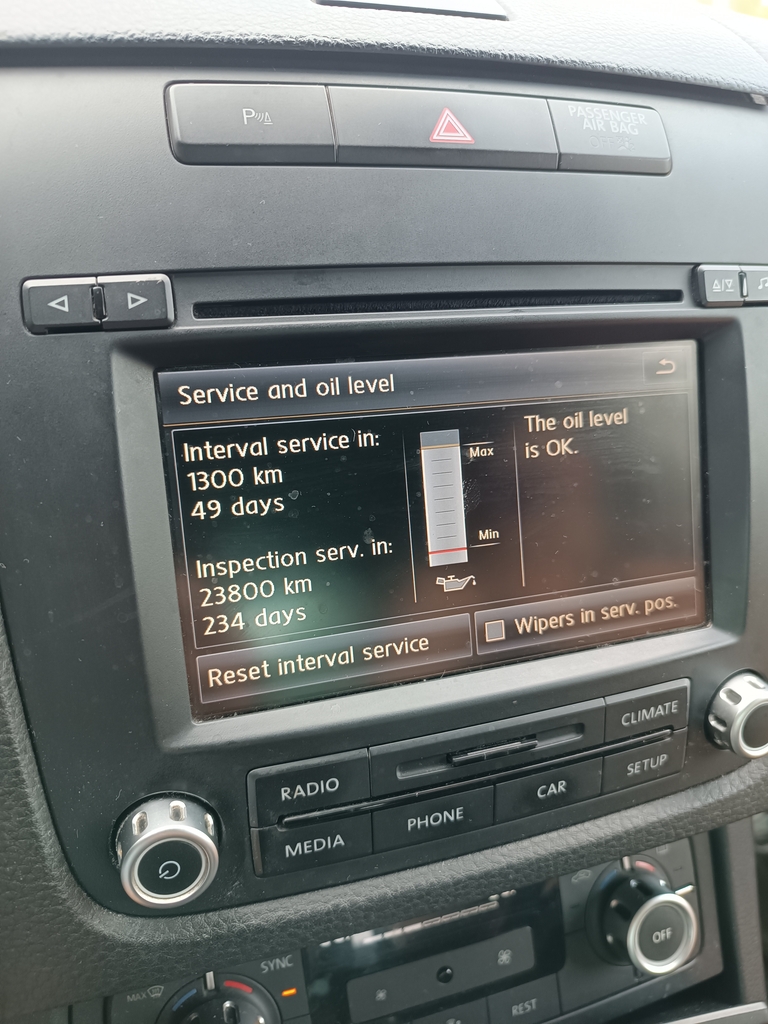 P
PASSENGER
AIR BAG
Service and oil level
Interval service in:
1300 km
49 days
Inspection serv. in:
23800 km
234 days
Max
Min
The oil level
is OK.
Reset interval service
Wipers in serv. pos.
RADIO
MEDIA
PHONE
CAR
CLIMATE
SETUP
SYNC
MAX
REST
OFF